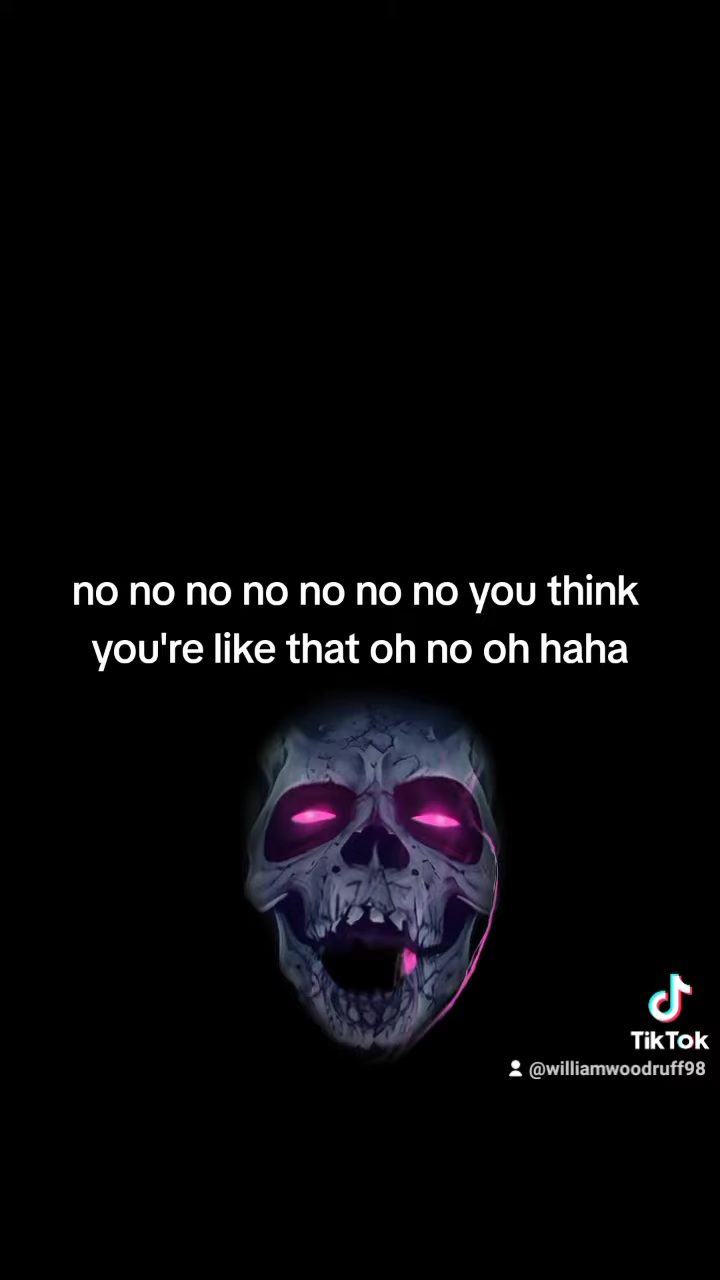 no no no no no no no you think
you're like that oh no oh haha
TikTok
@williamwoodruff98